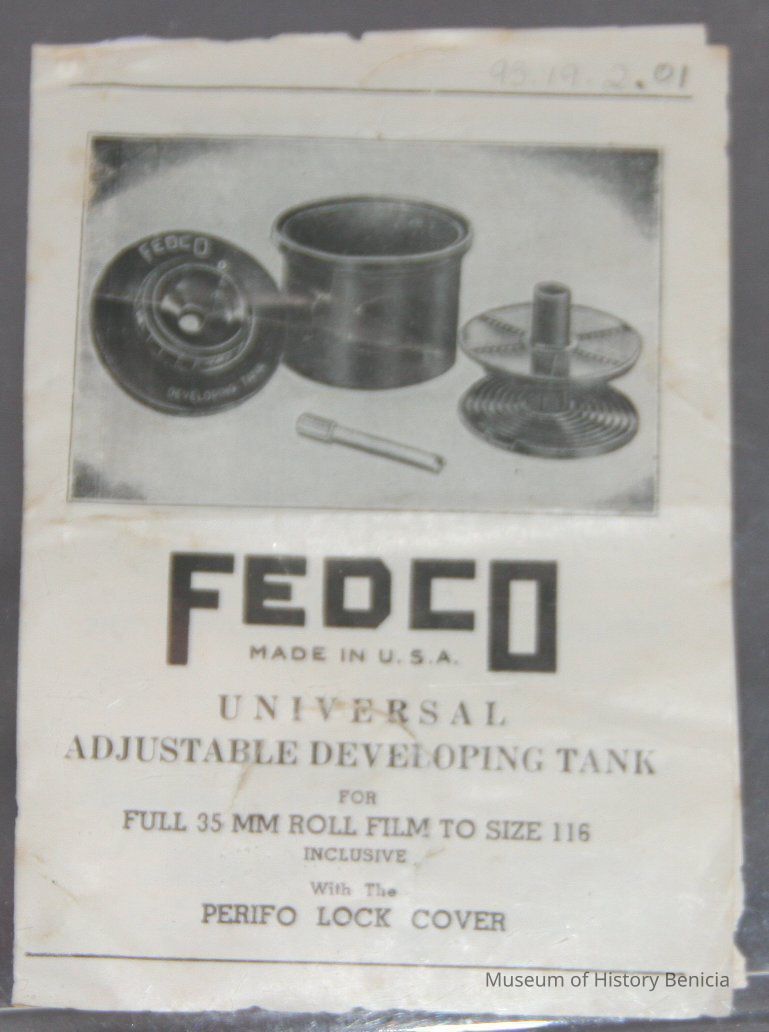 93.19.2.01
FEDCO
DEVELOPING TANK
FEDCO
MADE IN U.S.A.
UNIVERSAL
ADJUSTABLE DEVELOPING TANK
FOR
FULL 35 MM ROLL FILM TO SIZE 116
INCLUSIVE
With The
PERIFO LOCK COVER
Museum of History Benicia